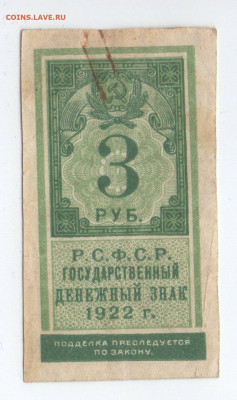 COINS.LAVE.RU
3
РУБ.
Р.С.Ф.С.Р.
ГОСУДАРСТВЕННЫЙ
ДЕНЕЖНЫЙ ЗНАК
1922 г.
ПОДДЕЛКА ПРЕСЛЕДУЕТСЯ
ПО ЗАКОНУ.